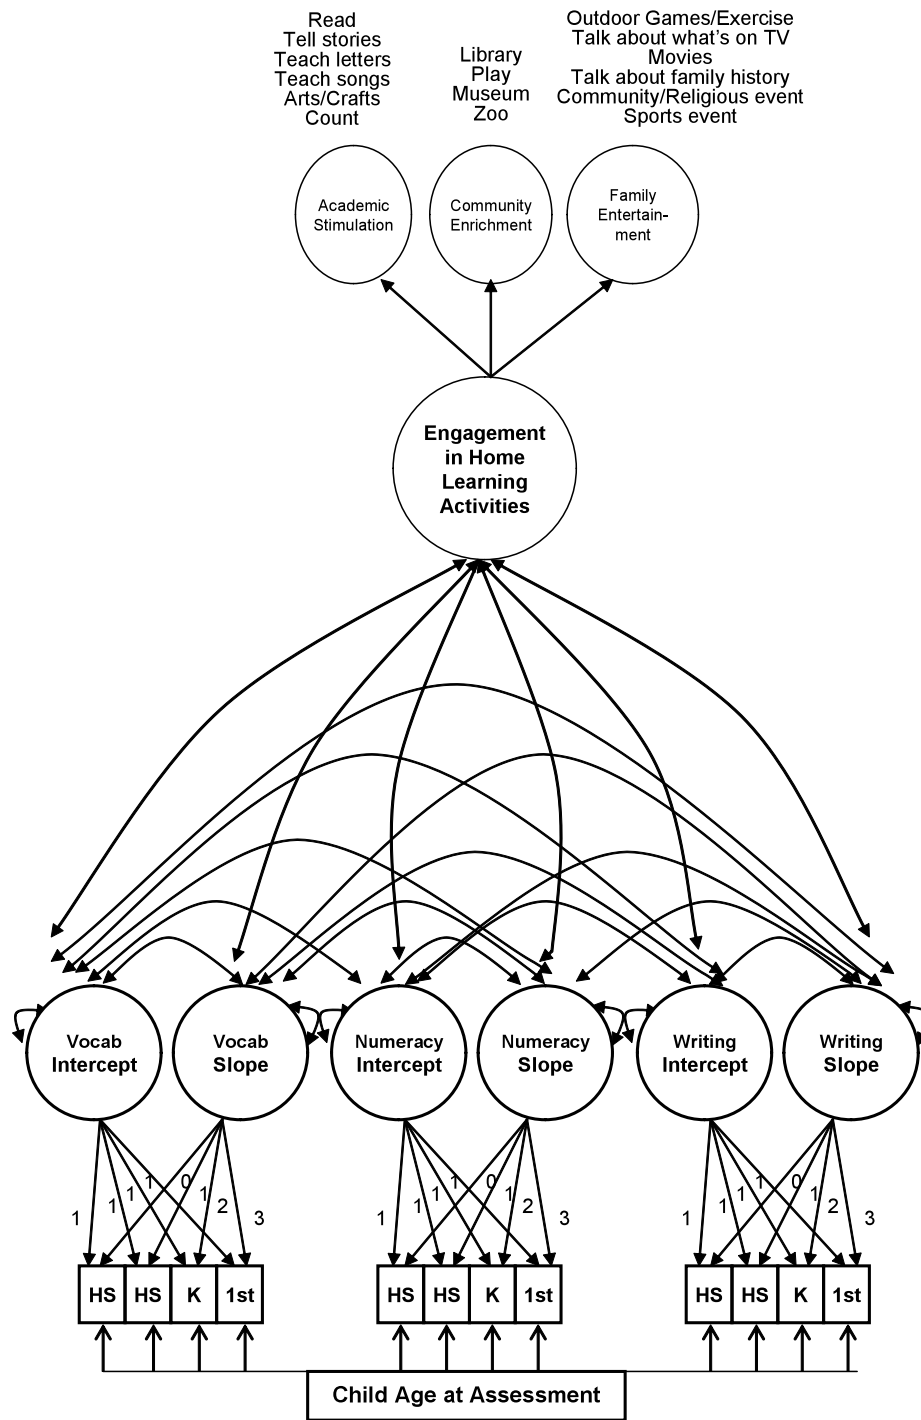 Read
Tell stories
Teach letters
Teach songs
Arts/Crafts
Count
Library
Play
Museum
Zoo
Outdoor Games/Exercise
Talk about what's on TV
Movies
Talk about family history
Community/Religious event
Sports event
Academic
Stimulation
Community
Enrichment
Family
Entertain-
ment
Engagement
in Home
Learning
Activities
Vocab
Intercept
Vocab
Slope
Numeracy
Intercept
Numeracy
Slope
Writing
Intercept
Writing
Slope
1 1 1 1 0 1 2 3
1 1 1 1 0 1 2 3
1 1 1 1 0 1 2 3
HS HS K 1st
HS HS K 1st
HS HS K 1st
Child Age at Assessment